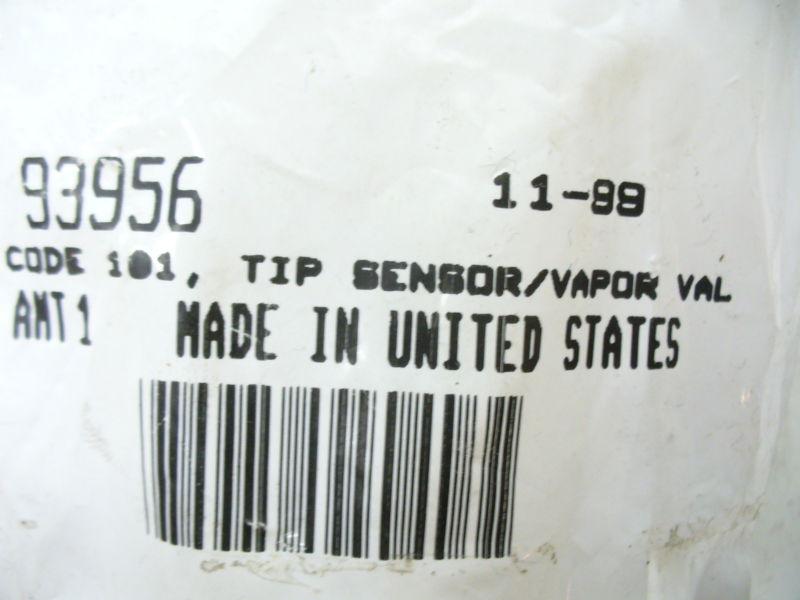 93956 11-99
CODE 101, TIP SENSOR/VAPOR VAL
AMT 1 MADE IN UNITED STATES